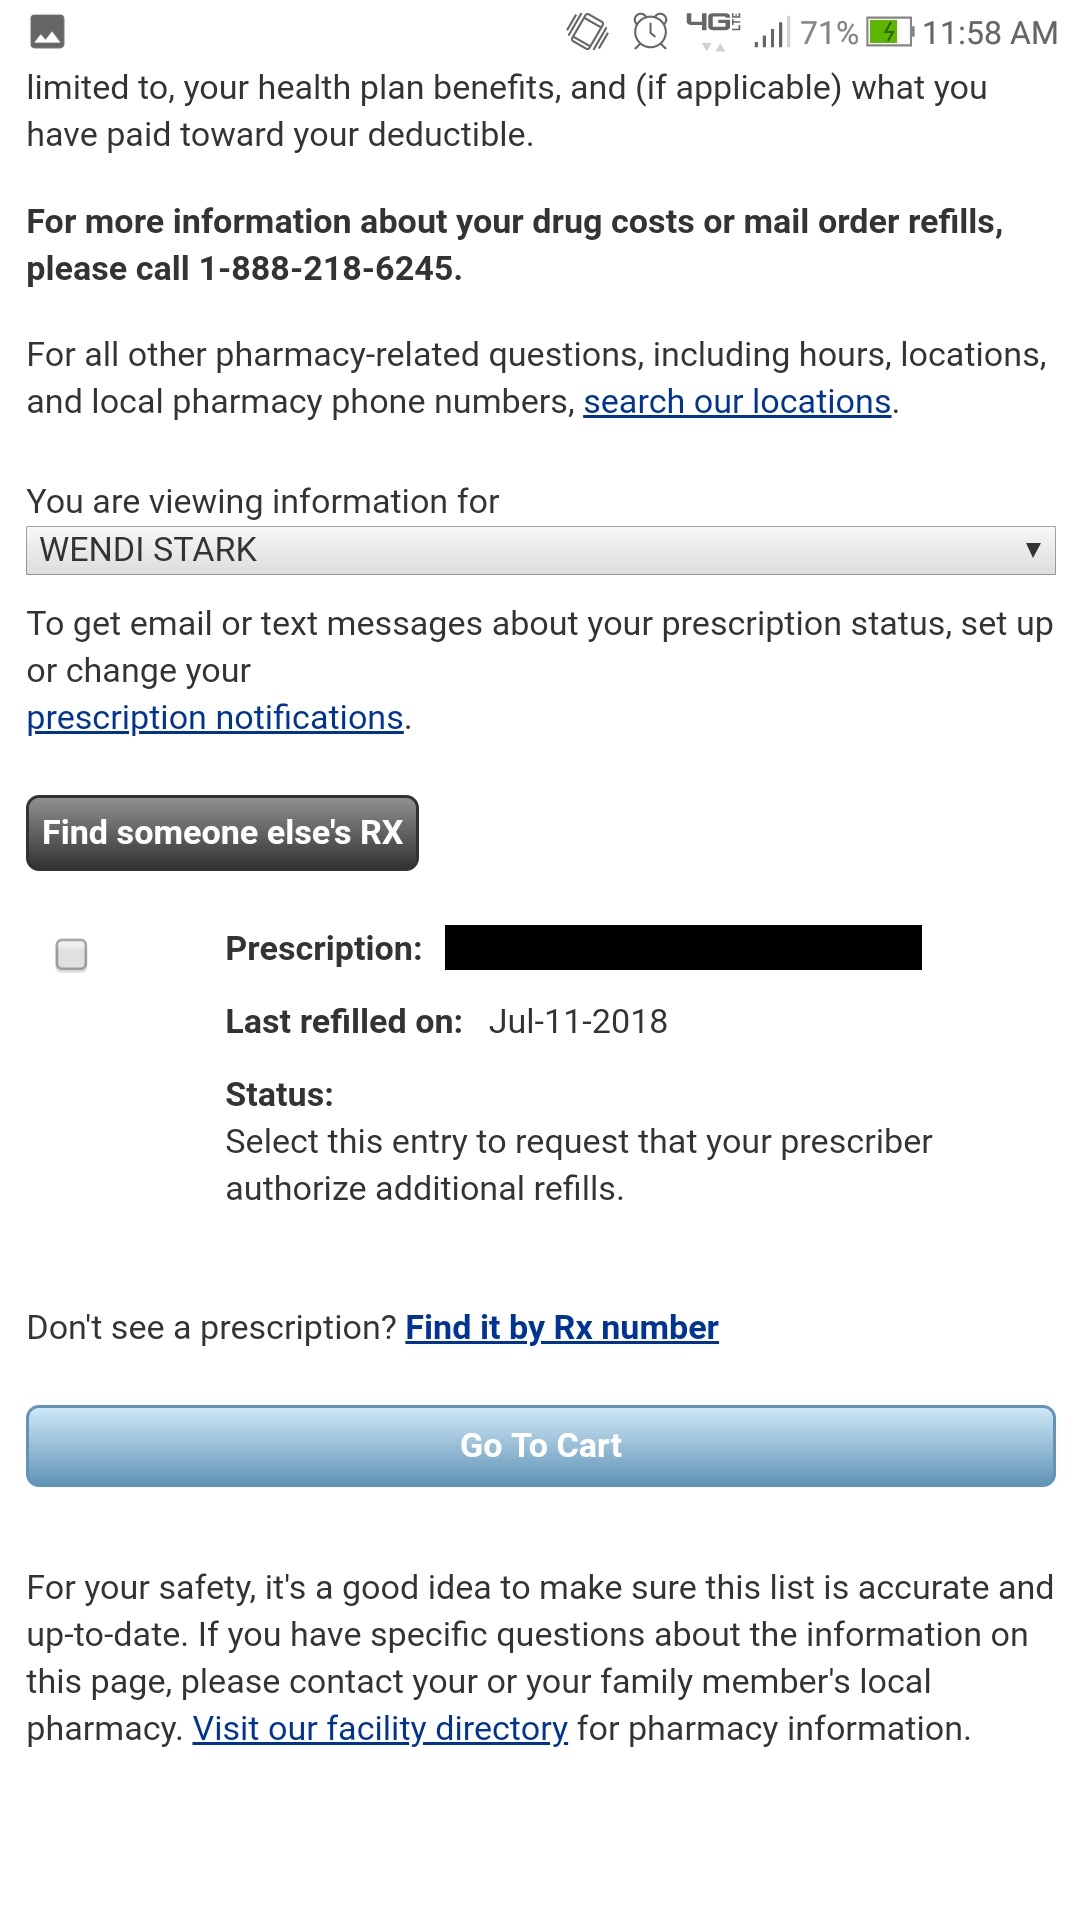 4G LTE 71% 11:58 AM
limited to, your health plan benefits, and (if applicable) what you
have paid toward your deductible.
For more information about your drug costs or mail order refills,
please call 1-888-218-6245.
For all other pharmacy-related questions, including hours, locations,
and local pharmacy phone numbers, search our locations.
You are viewing information for
WENDI STARK
To get email or text messages about your prescription status, set up
or change your
prescription notifications.
Find someone else's RX
Prescription:
Last refilled on: Jul-11-2018
Status:
Select this entry to request that your prescriber
authorize additional refills.
Don't see a prescription? Find it by Rx number
Go To Cart
For your safety, it's a good idea to make sure this list is accurate and
up-to-date. If you have specific questions about the information on
this page, please contact your or your family member's local
pharmacy. Visit our facility directory for pharmacy information.